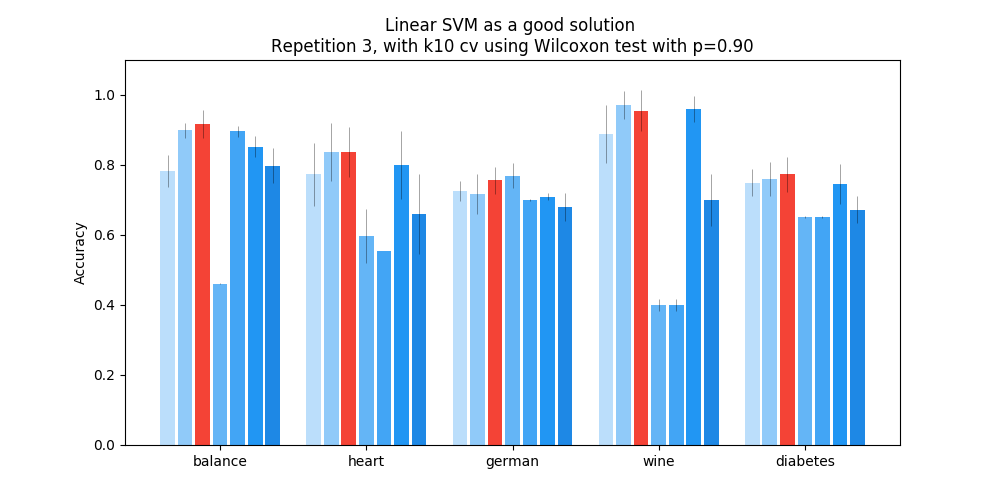 Linear SVM as a good solution
Repetition 3, with k10 cv using Wilcoxon test with p=0.90
Accuracy
1.0
0.8
0.6
0.4
0.2
0.0
balance heart german wine diabetes